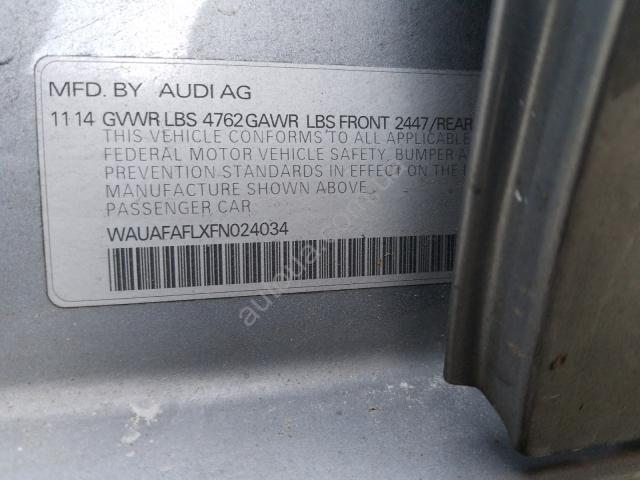 MFD. BY AUDI AG
11 14 GVWR LBS 4762 GAWR LBS FRONT 2447/REAR
THIS VEHICLE CONFORMS TO ALL APPLICABLE
FEDERAL MOTOR VEHICLE SAFETY, BUMPER A
PREVENTION STANDARDS IN EFFECT ON THE
MANUFACTURE SHOWN ABOVE.
PASSENGER CAR
WAUAFAFLXFN024034